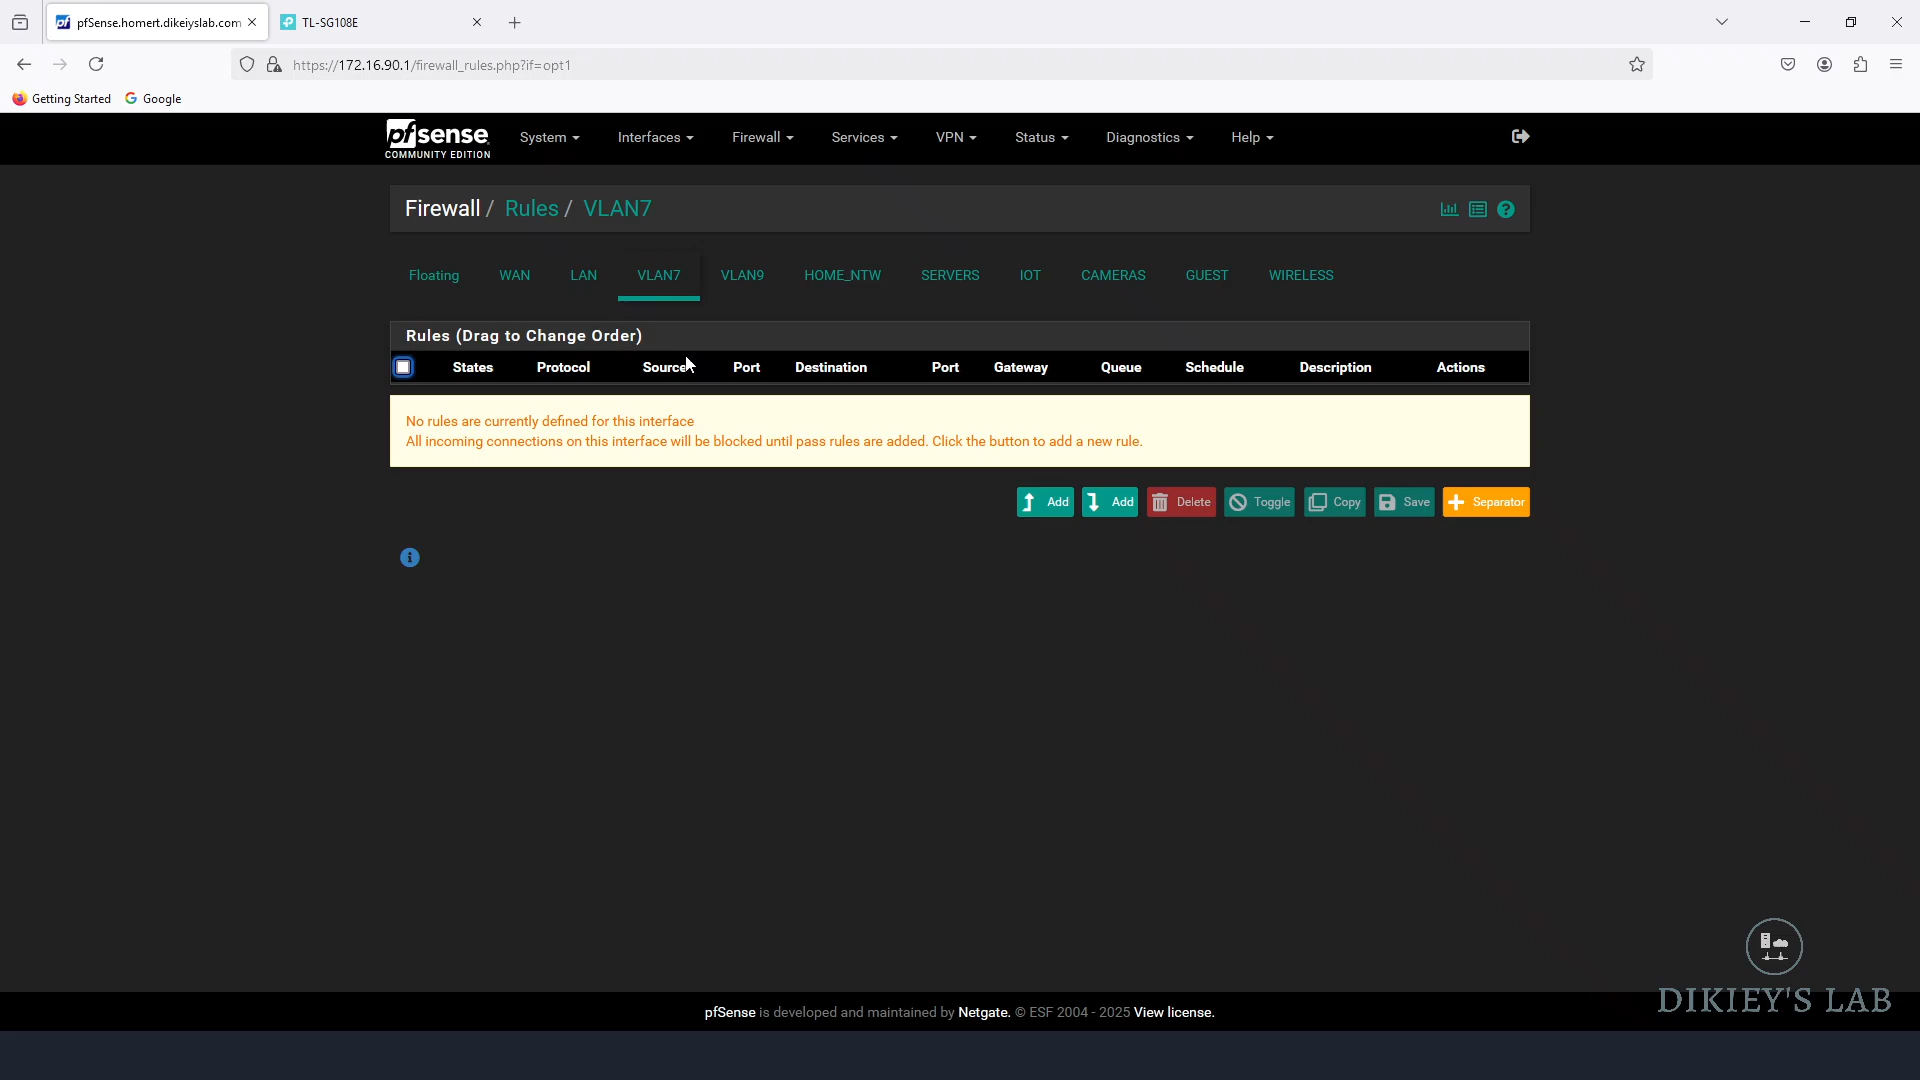 pfSense.homert.dikeiyslab.com
TL-SG108E
https://172.16.90.1/firewall_rules.php?if=opt1
Getting Started
Google
pfsense
COMMUNITY EDITION
System
Interfaces
Firewall
Services
VPN
Status
Diagnostics
Help
Firewall / Rules / VLAN7
Floating
WAN
LAN
VLAN7
VLAN9
HOME_NTW
SERVERS
IOT
CAMERAS
GUEST
WIRELESS
Rules (Drag to Change Order)
States Protocol Source Port Destination Port Gateway Queue Schedule Description Actions
No rules are currently defined for this interface
All incoming connections on this interface will be blocked until pass rules are added. Click the button to add a new rule.
Add
Add
Delete
Toggle
Copy
Save
Separator
pfSense is developed and maintained by Netgate. © ESF 2004 - 2025 View license.
DIKIEY'S LAB